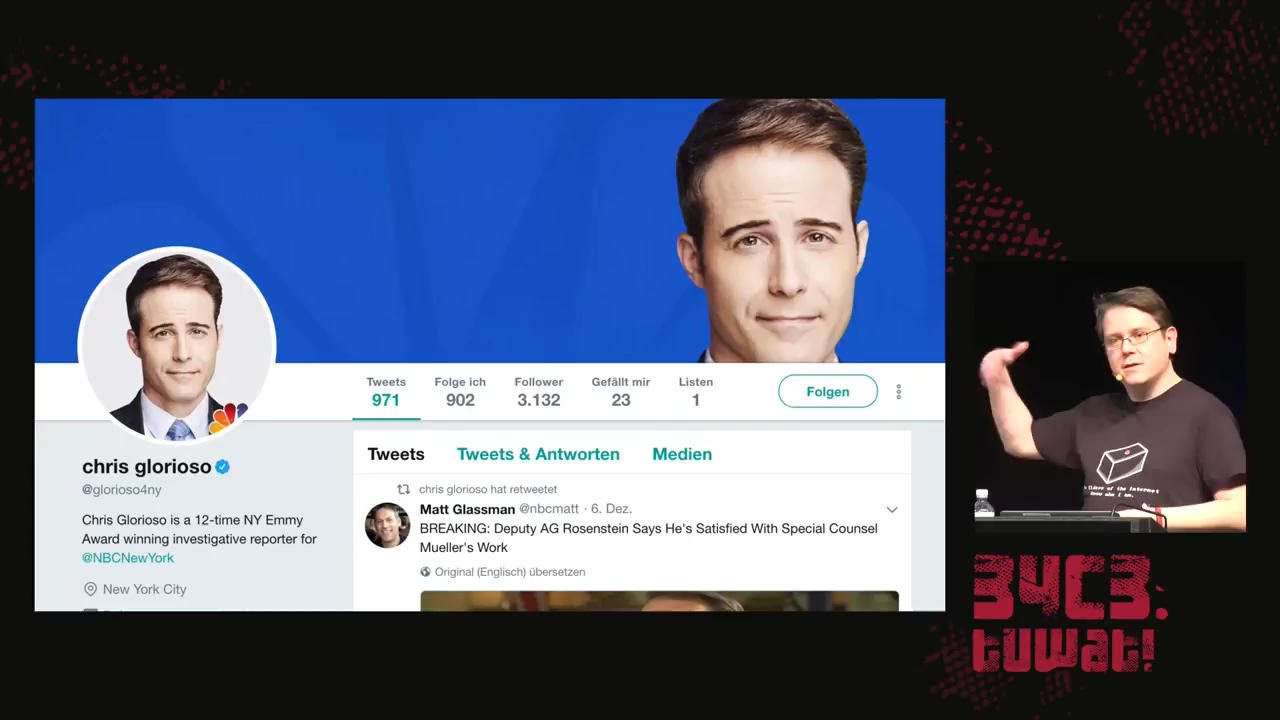 Tweets
971
Folge ich
902
Follower
3.132
Gefällt mir
23
Listen
1
Folgen
chris glorioso
@glorioso4ny
Chris Glorioso is a 12-time NY Emmy
Award winning investigative reporter for
@NBCNewYork
New York City
Tweets
Tweets & Antworten
Medien
chris glorioso hat retweetet
Matt Glassman @nbcmatt · 6. Dez.
BREAKING: Deputy AG Rosenstein Says He's Satisfied With Special Counsel
Mueller's Work
Original (Englisch) übersetzen
of the internet
34C3.
tuwat!